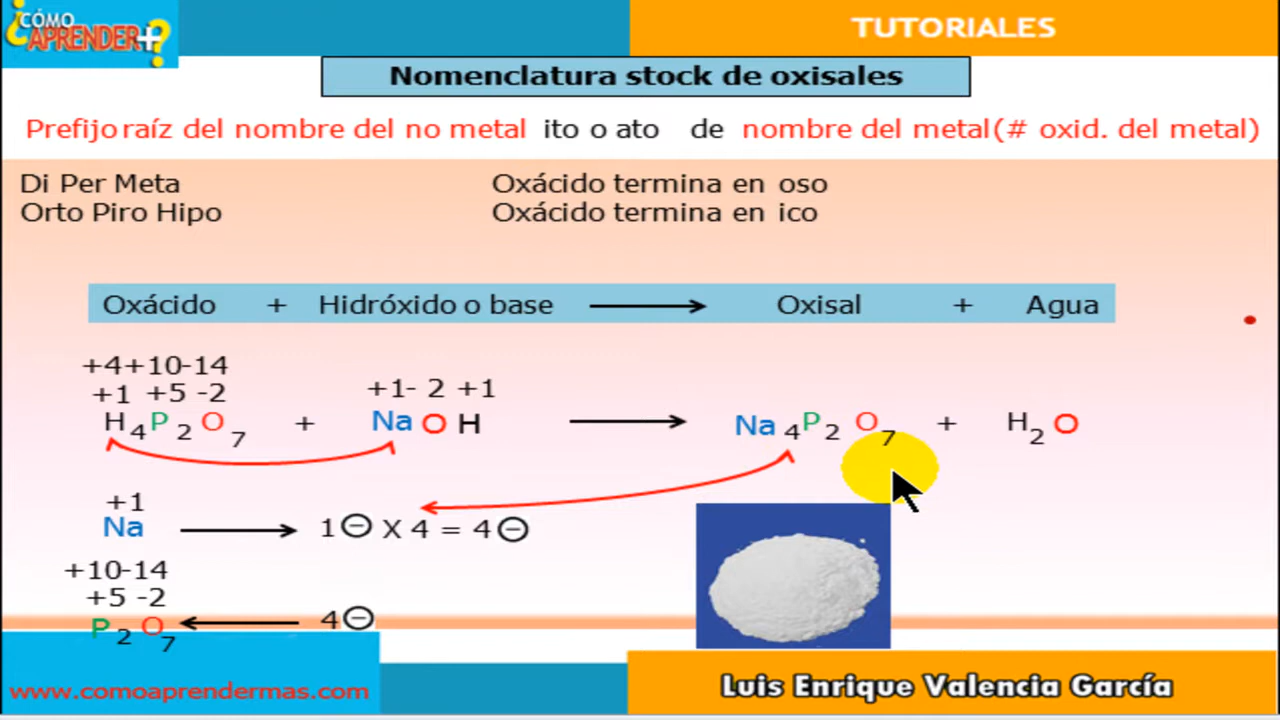 ¿CÓMO
APRENDER+?
TUTORIALES
Nomenclatura stock de oxisales
Prefijo raíz del nombre del no metal ito o ato de nombre del metal(# oxid. del metal)
Di Per Meta Oxácido termina en oso
Orto Piro Hipo Oxácido termina en ico
Oxácido + Hidróxido o base → Oxisal + Agua
+4+10-14
+1 +5 -2 +1- 2 +1
H4P2O7 + NaOH → Na4P2O7 + H2O
+1
Na → 1⊖ X 4 = 4⊖
+10-14
+5 -2
P2O7 ← 4⊖
www.comoaprendermas.com
Luis Enrique Valencia García